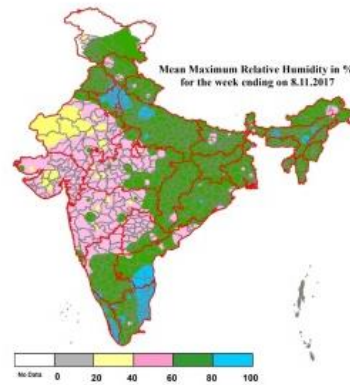 Mean Maximum Relative Humidity in %
for the week ending on 8.11.2017
No Data 0 20 40 60 80 100